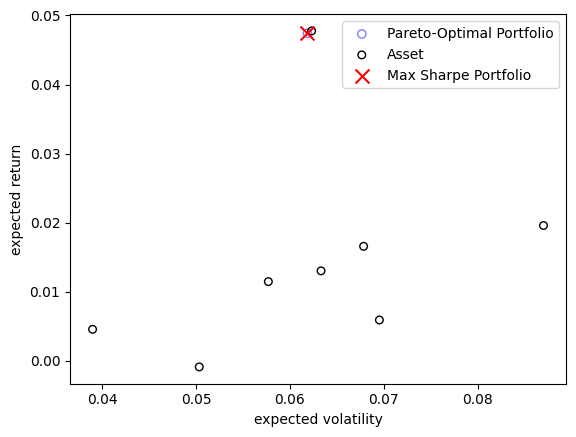 0.05
0.04
0.03
0.02
0.01
0.00
expected return
0.04
0.05
0.06
0.07
0.08
expected volatility
Pareto-Optimal Portfolio
Asset
Max Sharpe Portfolio